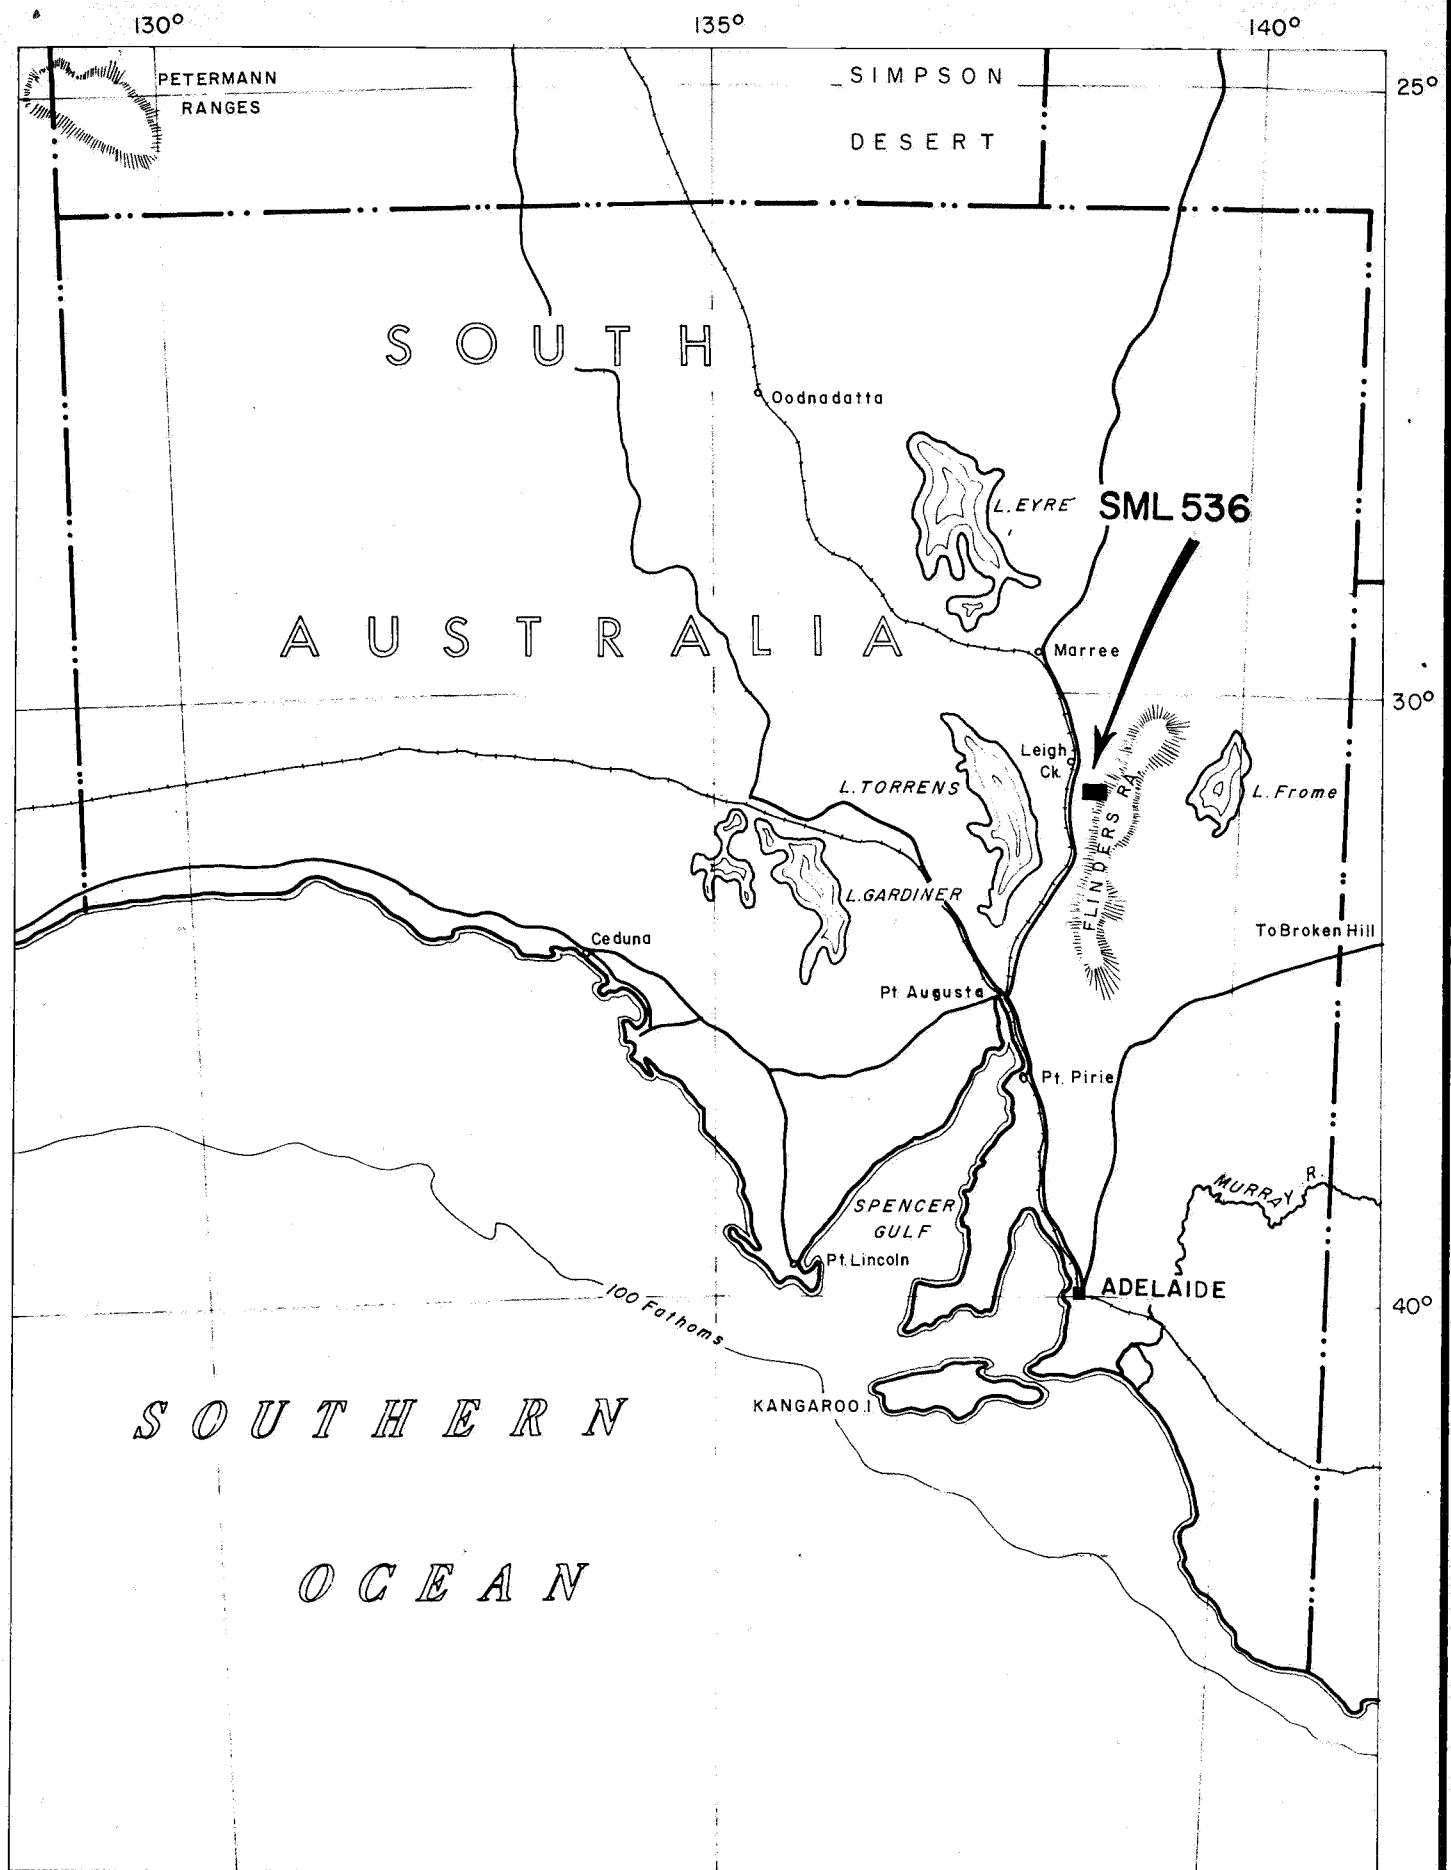 130° 135° 140°
PETERMANN
RANGES
SIMPSON
DESERT
25°
SOUTH
Oodnadatta
L. EYRE
SML 536
AUSTRALIA
Marree
30°
Leigh
Ck.
L. TORRENS
FLINDERS RA
L. Frome
L. GARDINER
To Broken Hill
Ceduna
Pt Augusta
Pt. Pirie
MURRAY R.
SPENCER
GULF
Pt. Lincoln
ADELAIDE
40°
100 Fathoms
KANGAROO. I
SOUTHERN
OCEAN